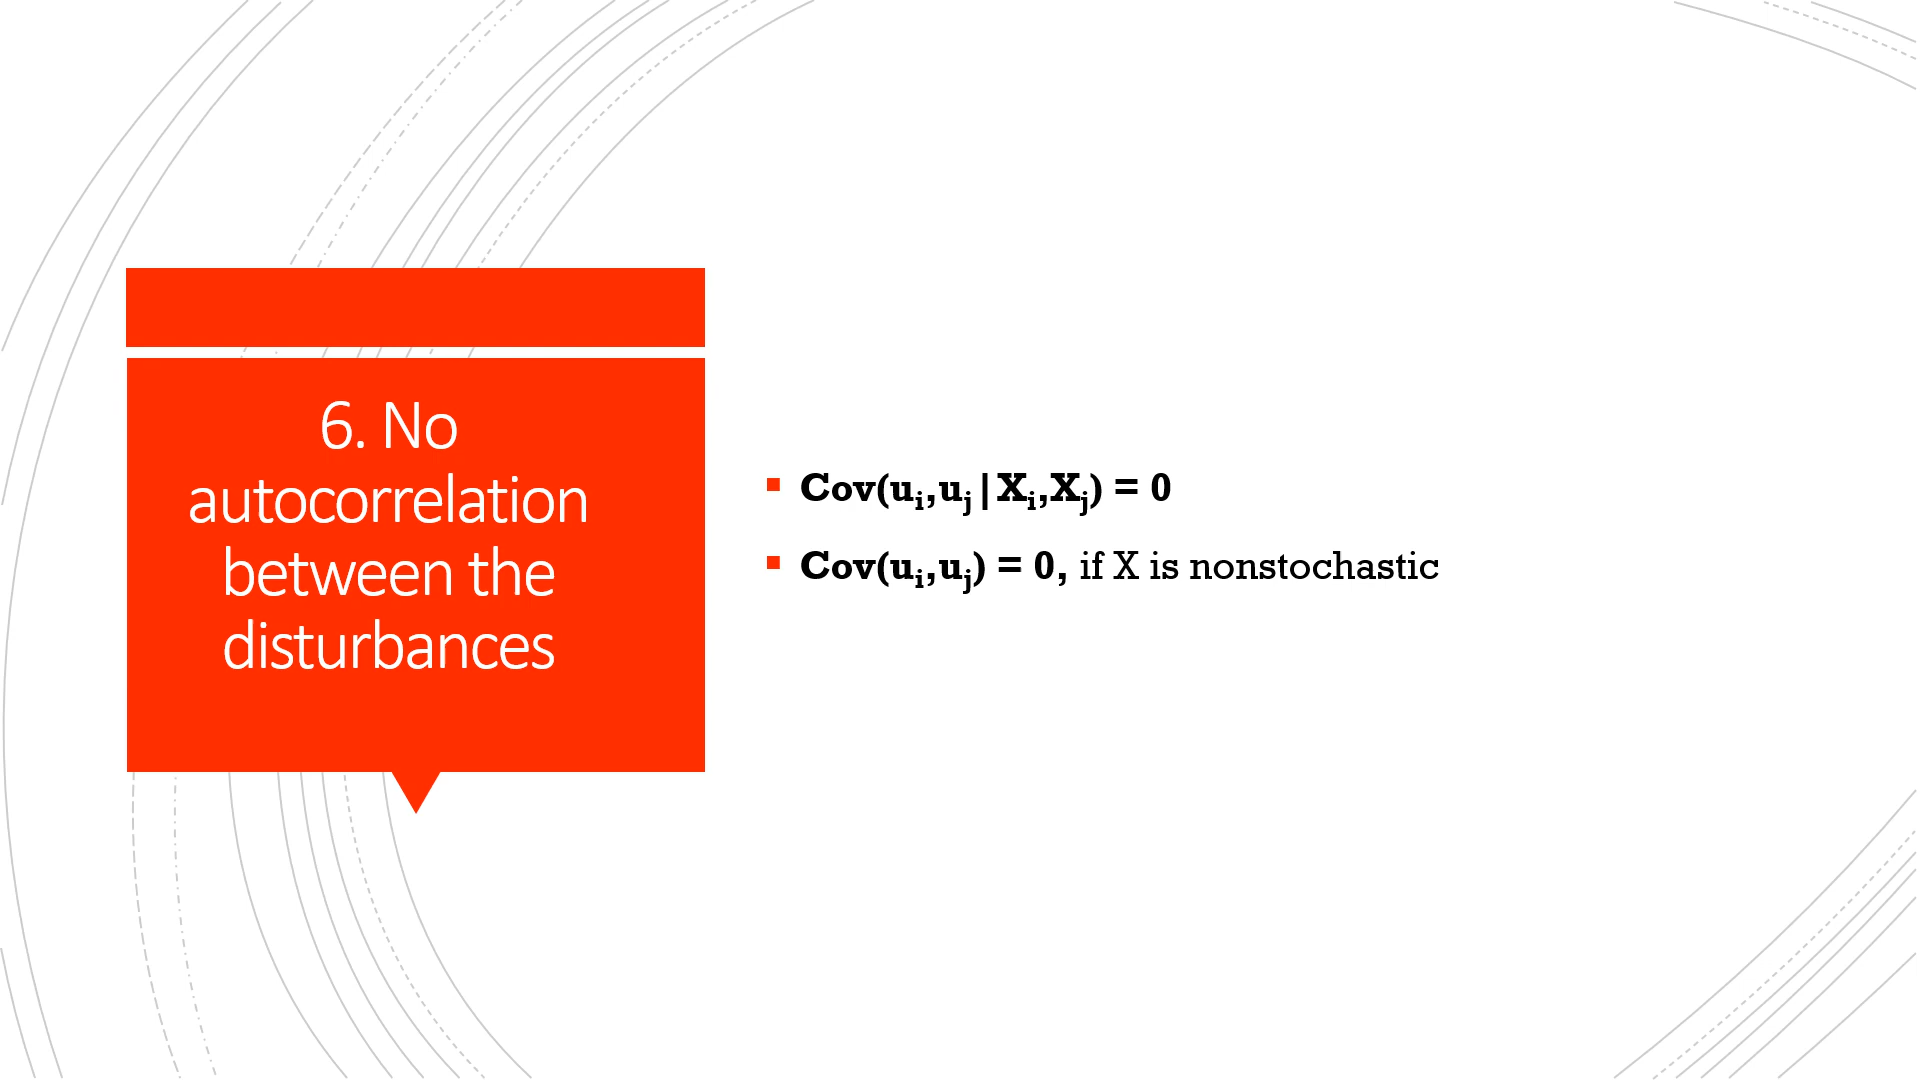 6. No
autocorrelation
between the
disturbances
▪ Cov(uᵢ,uⱼ|Xᵢ,Xⱼ) = 0
▪ Cov(uᵢ,uⱼ) = 0, if X is nonstochastic